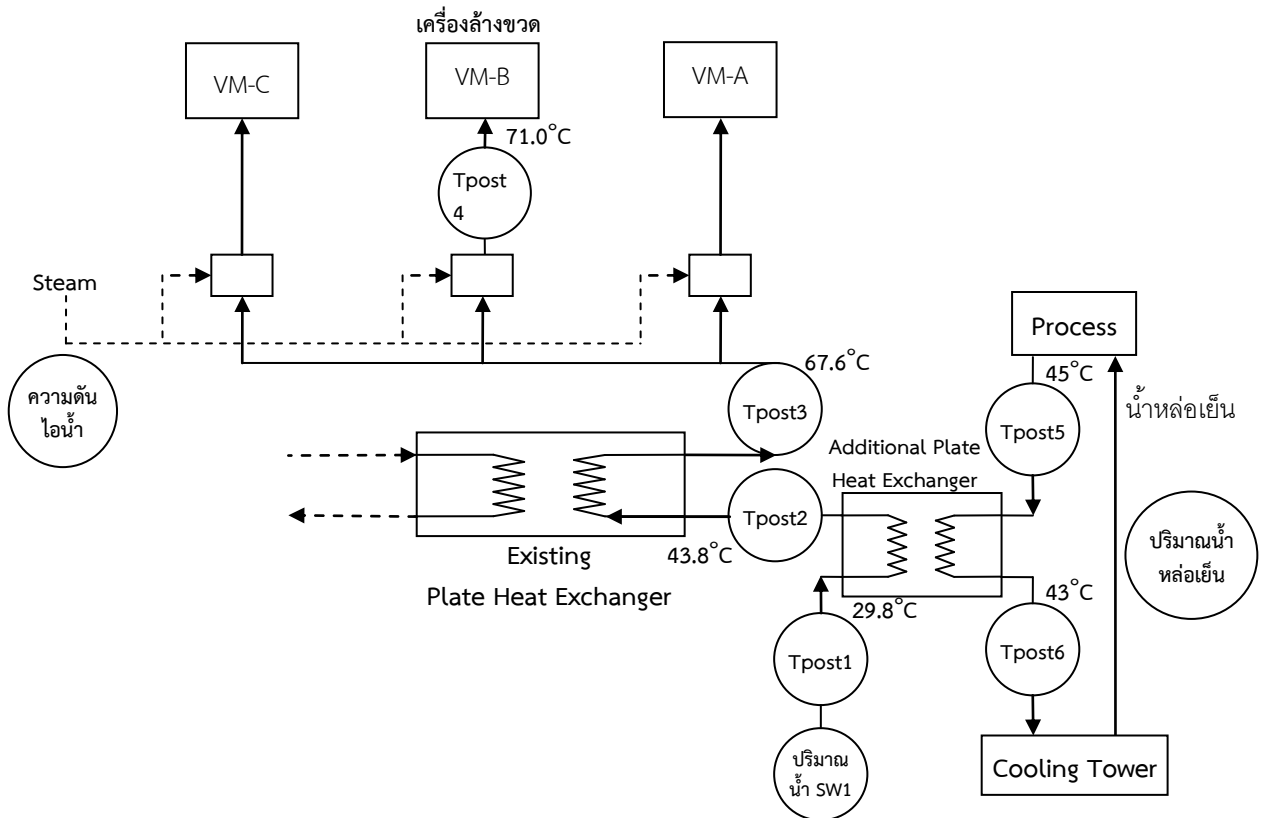 เครื่องล้างขวด
VM-C
VM-B
VM-A
71.0°C
Tpost
4
Steam
ความดัน
ไอน้ำ
67.6°C
Tpost3
Process
45°C
Tpost5
น้ำหล่อเย็น
Additional Plate
Heat Exchanger
Tpost2
43.8°C
Existing
Plate Heat Exchanger
29.8°C
43°C
ปริมาณน้ำ
หล่อเย็น
Tpost1
Tpost6
ปริมาณ
น้ำ SW1
Cooling Tower